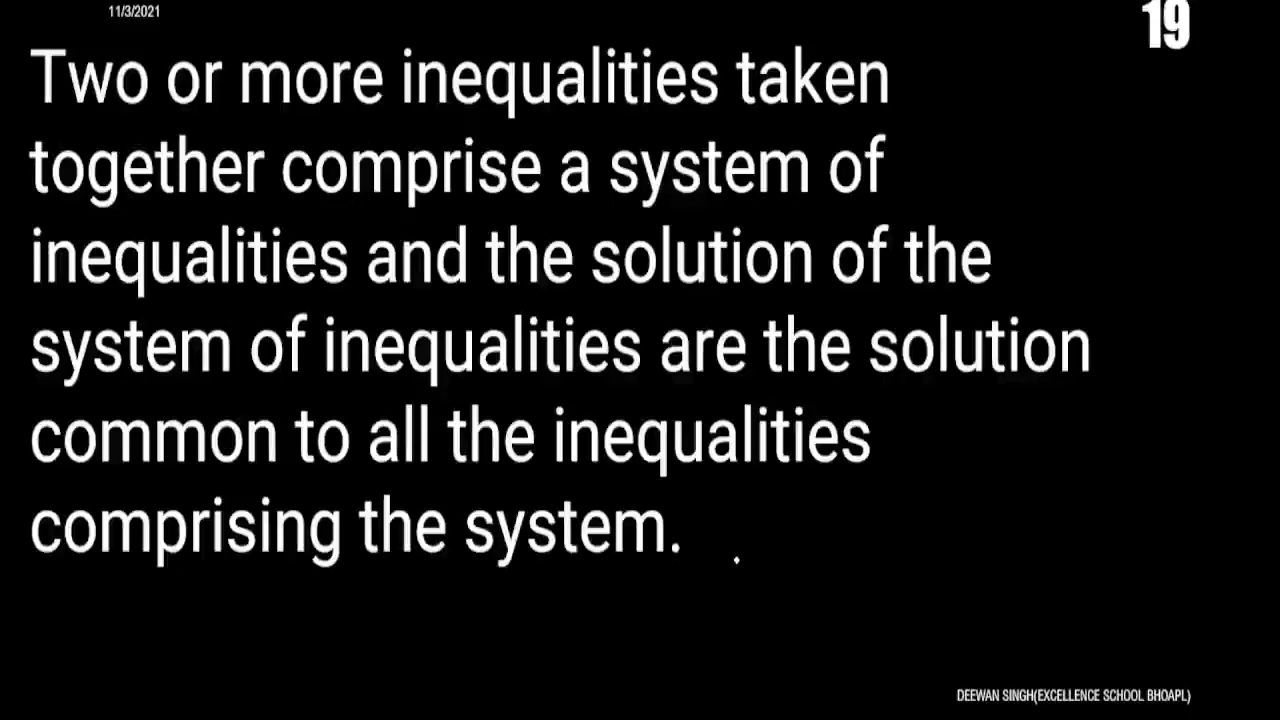 11/3/2021
19
Two or more inequalities taken
together comprise a system of
inequalities and the solution of the
system of inequalities are the solution
common to all the inequalities
comprising the system.
DEEWAN SINGH(EXCELLENCE SCHOOL BHOAPL)